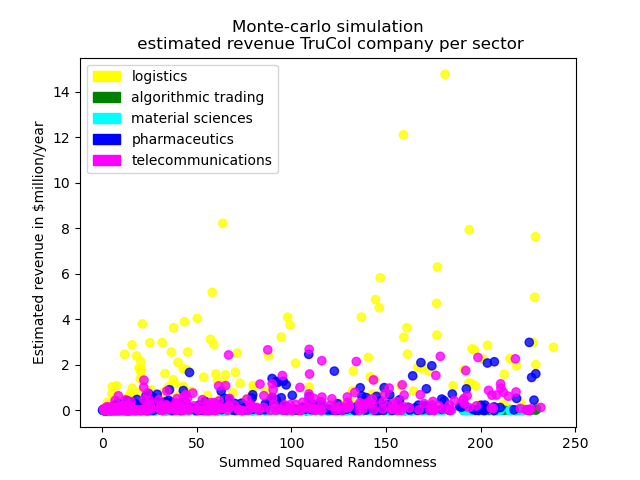 Monte-carlo simulation
estimated revenue TruCol company per sector
logistics
algorithmic trading
material sciences
pharmaceutics
telecommunications
Estimated revenue in $million/year
14
12
10
8
6
4
2
0
0 50 100 150 200 250
Summed Squared Randomness